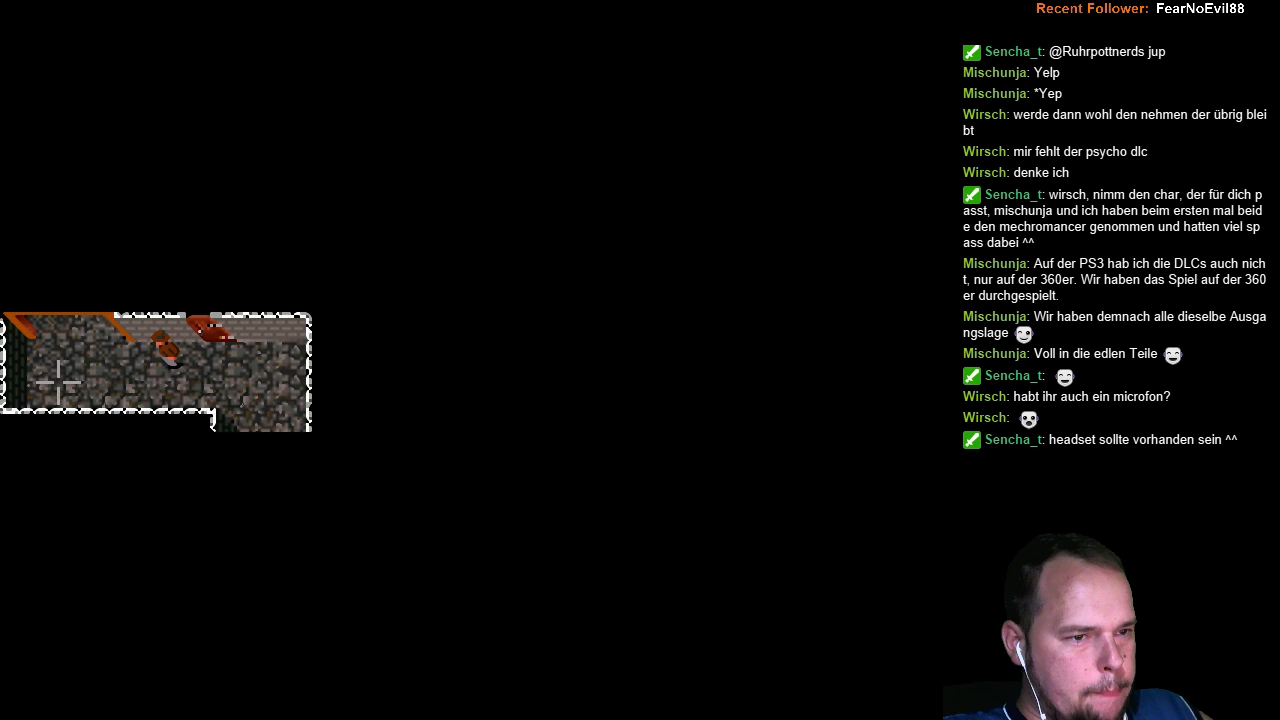 Recent Follower: FearNoEvil88
Sencha_t: @Ruhrpottnerds jup
Mischunja: Yelp
Mischunja: *Yep
Wirsch: werde dann wohl den nehmen der übrig blei
bt
Wirsch: mir fehlt der psycho dlc
Wirsch: denke ich
Sencha_t: wirsch, nimm den char, der für dich p
asst, mischunja und ich haben beim ersten mal beid
e den mechromancer genommen und hatten viel sp
ass dabei ^^
Mischunja: Auf der PS3 hab ich die DLCs auch nich
t, nur auf der 360er. Wir haben das Spiel auf der 360
er durchgespielt.
Mischunja: Wir haben demnach alle dieselbe Ausga
ngslage
Mischunja: Voll in die edlen Teile
Sencha_t:
Wirsch: habt ihr auch ein microfon?
Wirsch:
Sencha_t: headset sollte vorhanden sein ^^